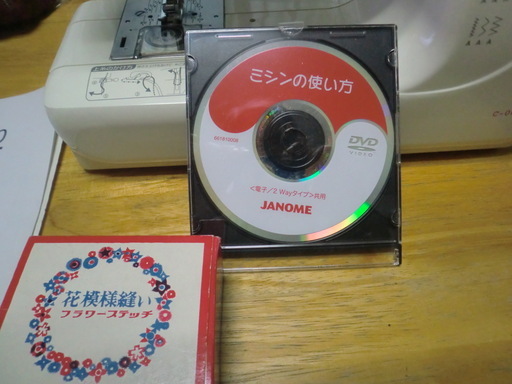 ミシンの使い方
DVD
VIDEO
<電子／2 Wayタイプ>共用
JANOME
花模様縫い
フラワーステッチ